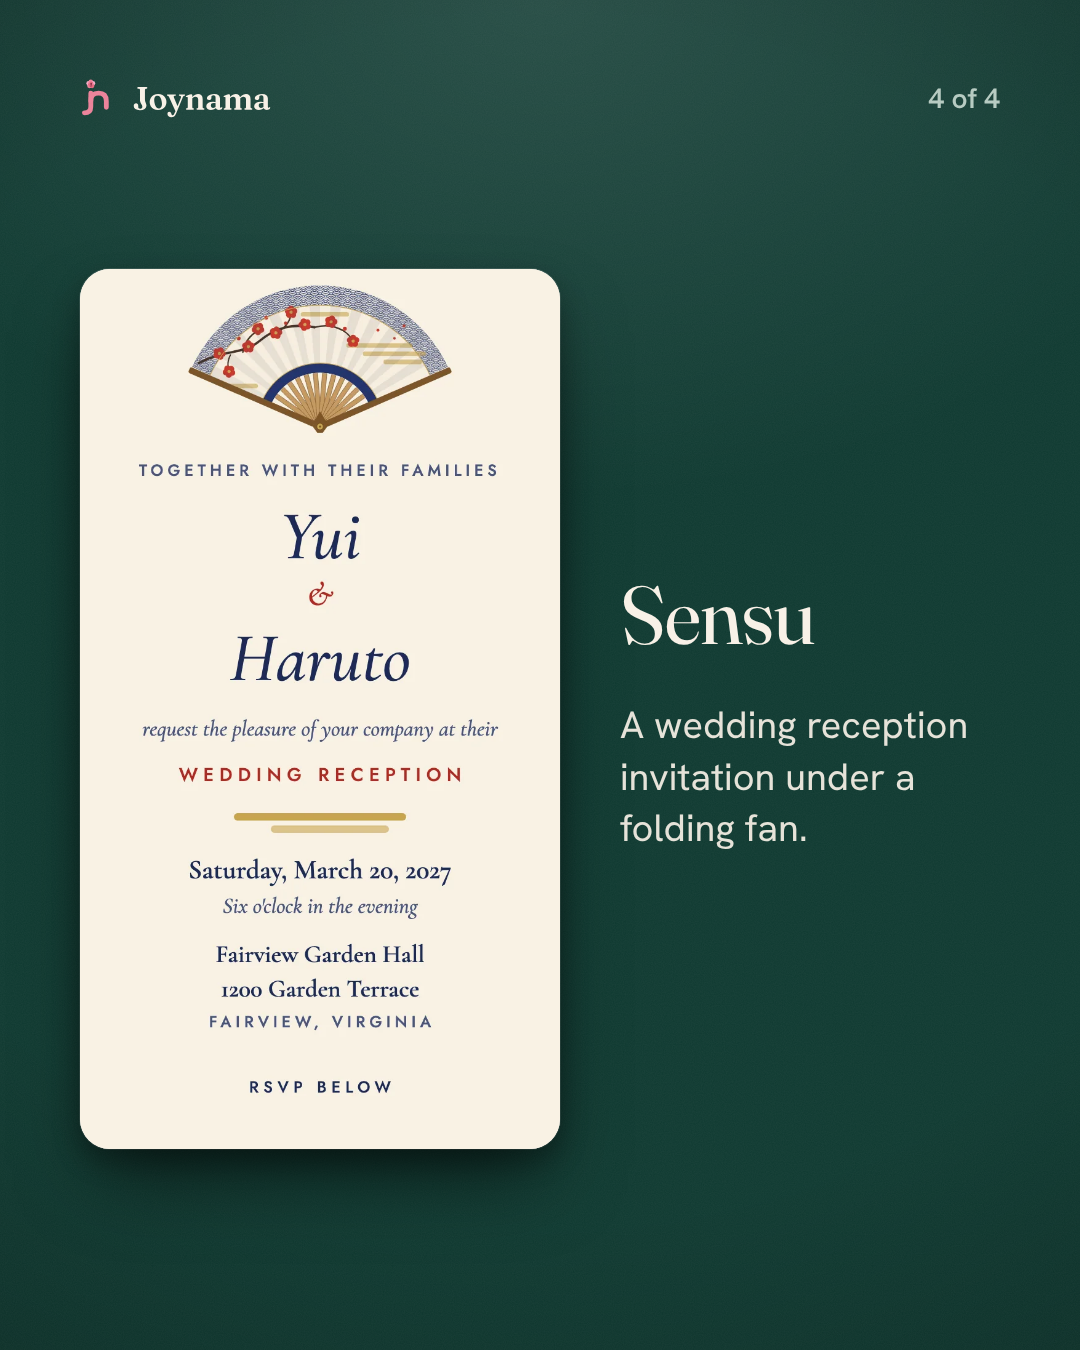 Joynama
4 of 4
TOGETHER WITH THEIR FAMILIES
Yui
&
Haruto
request the pleasure of your company at their
WEDDING RECEPTION
Saturday, March 20, 2027
Six o'clock in the evening
Fairview Garden Hall
1200 Garden Terrace
FAIRVIEW, VIRGINIA
RSVP BELOW
Sensu
A wedding reception
invitation under a
folding fan.